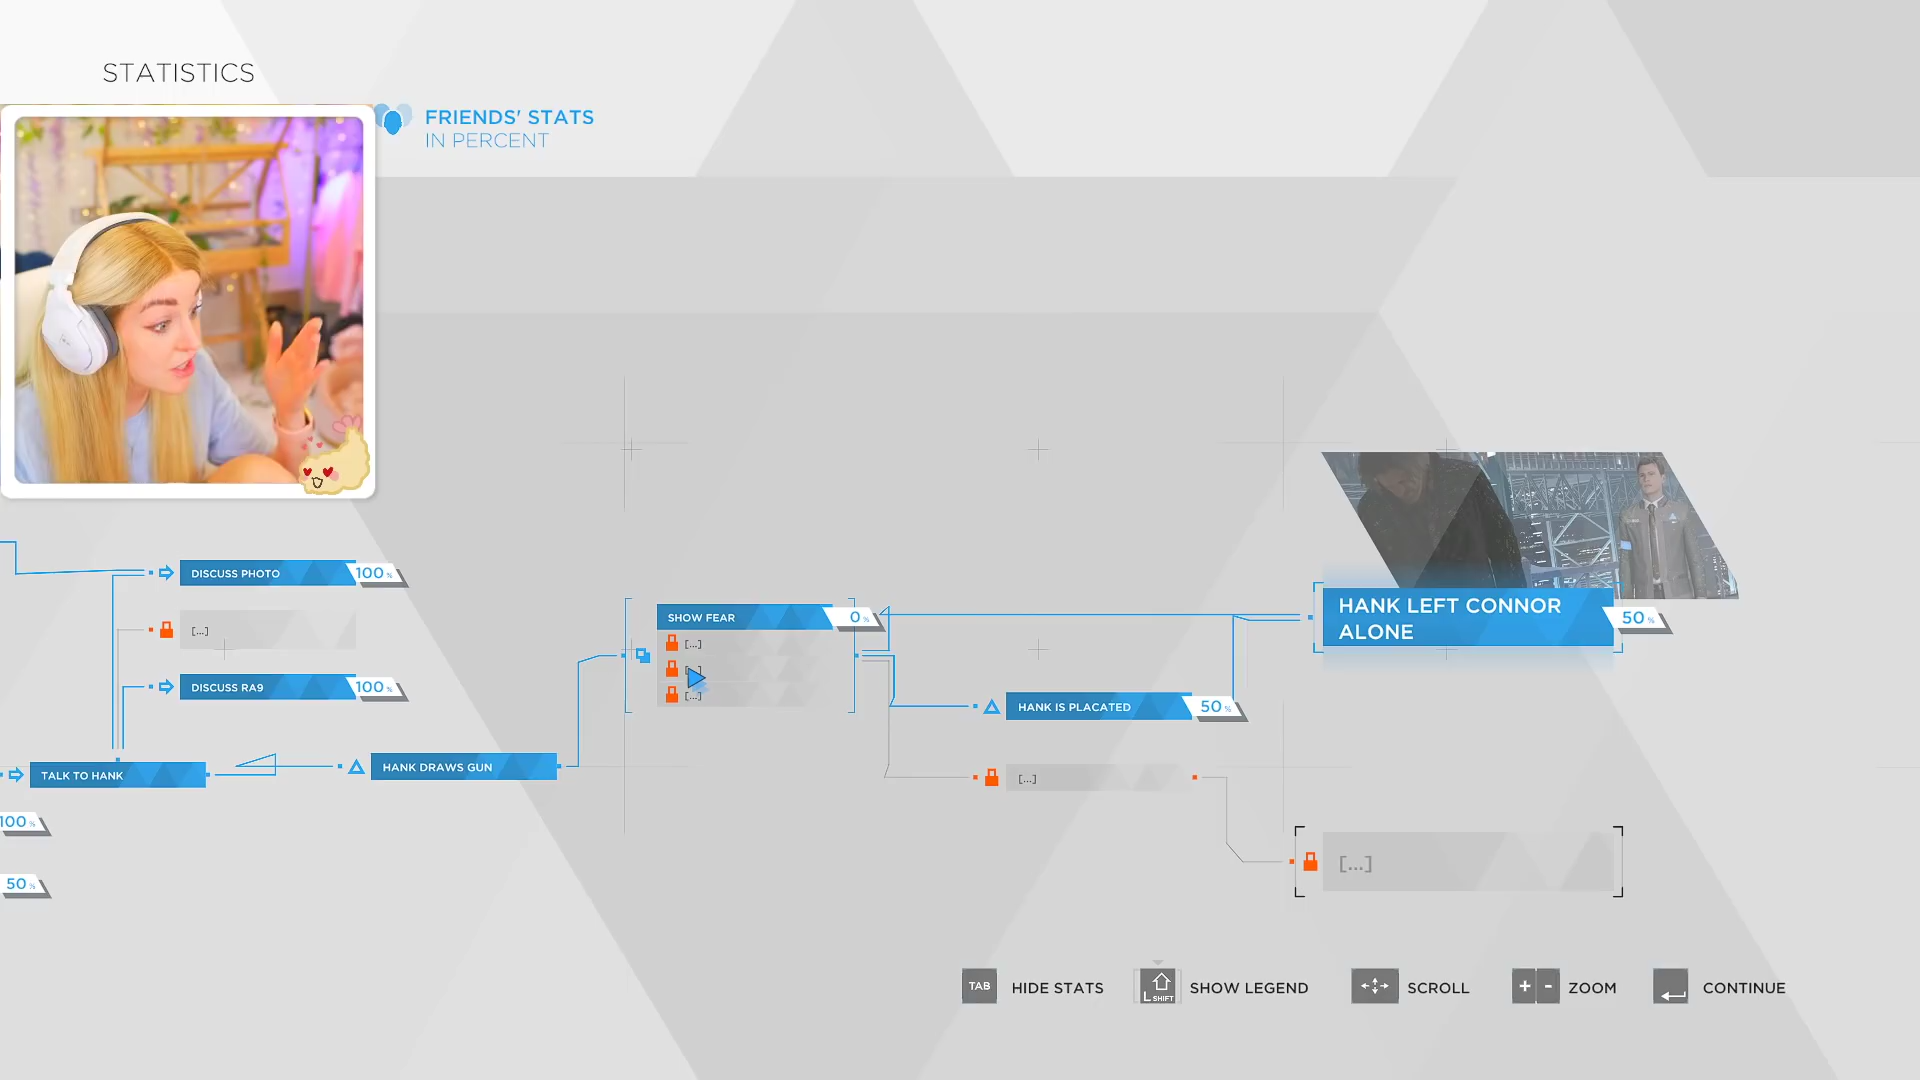 STATISTICS
FRIENDS' STATS
IN PERCENT
DISCUSS PHOTO
100 %
[...]
DISCUSS RA9
100 %
TALK TO HANK
HANK DRAWS GUN
100 %
50 %
SHOW FEAR
0 %
[...]
[...]
[...]
HANK IS PLACATED
50 %
[...]
HANK LEFT CONNOR
ALONE
50 %
[...]
TAB
HIDE STATS
L SHIFT
SHOW LEGEND
SCROLL
+ -
ZOOM
CONTINUE